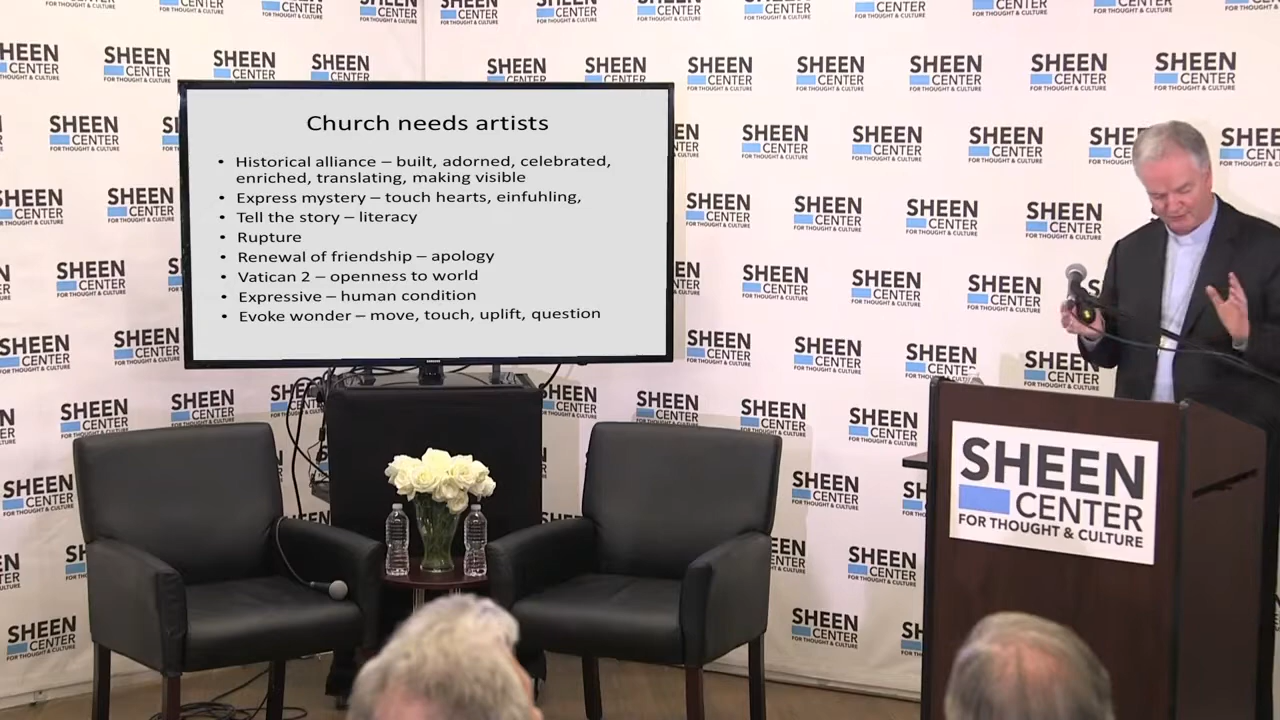 Church needs artists
• Historical alliance – built, adorned, celebrated,
enriched, translating, making visible
• Express mystery – touch hearts, einfuhling,
• Tell the story – literacy
Rupture
• Renewal of friendship – apology
• Vatican 2 – openness to world
• Expressive – human condition
• Evoke wonder – move, touch, uplift, question
SAMSUNG
SHEEN
CENTER
FOR THOUGHT & CULTURE